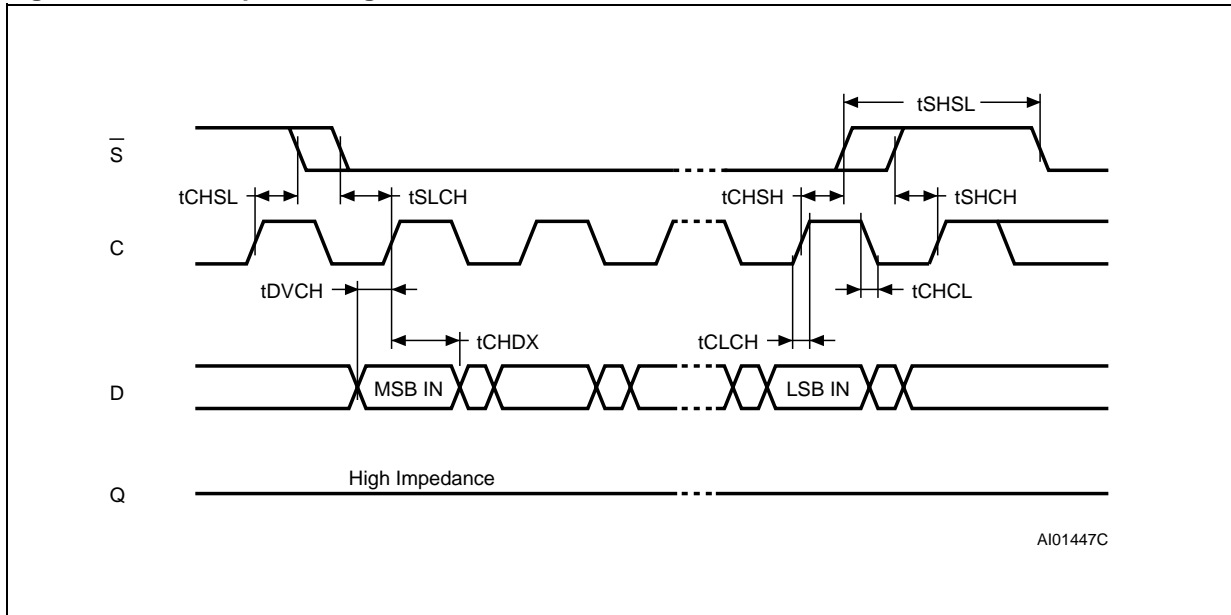 tSHSL
S
tCHSL
tSLCH
tCHSH
tSHCH
C
tDVCH
tCHCL
tCHDX
tCLCH
D
MSB IN
LSB IN
High Impedance
Q
AI01447C